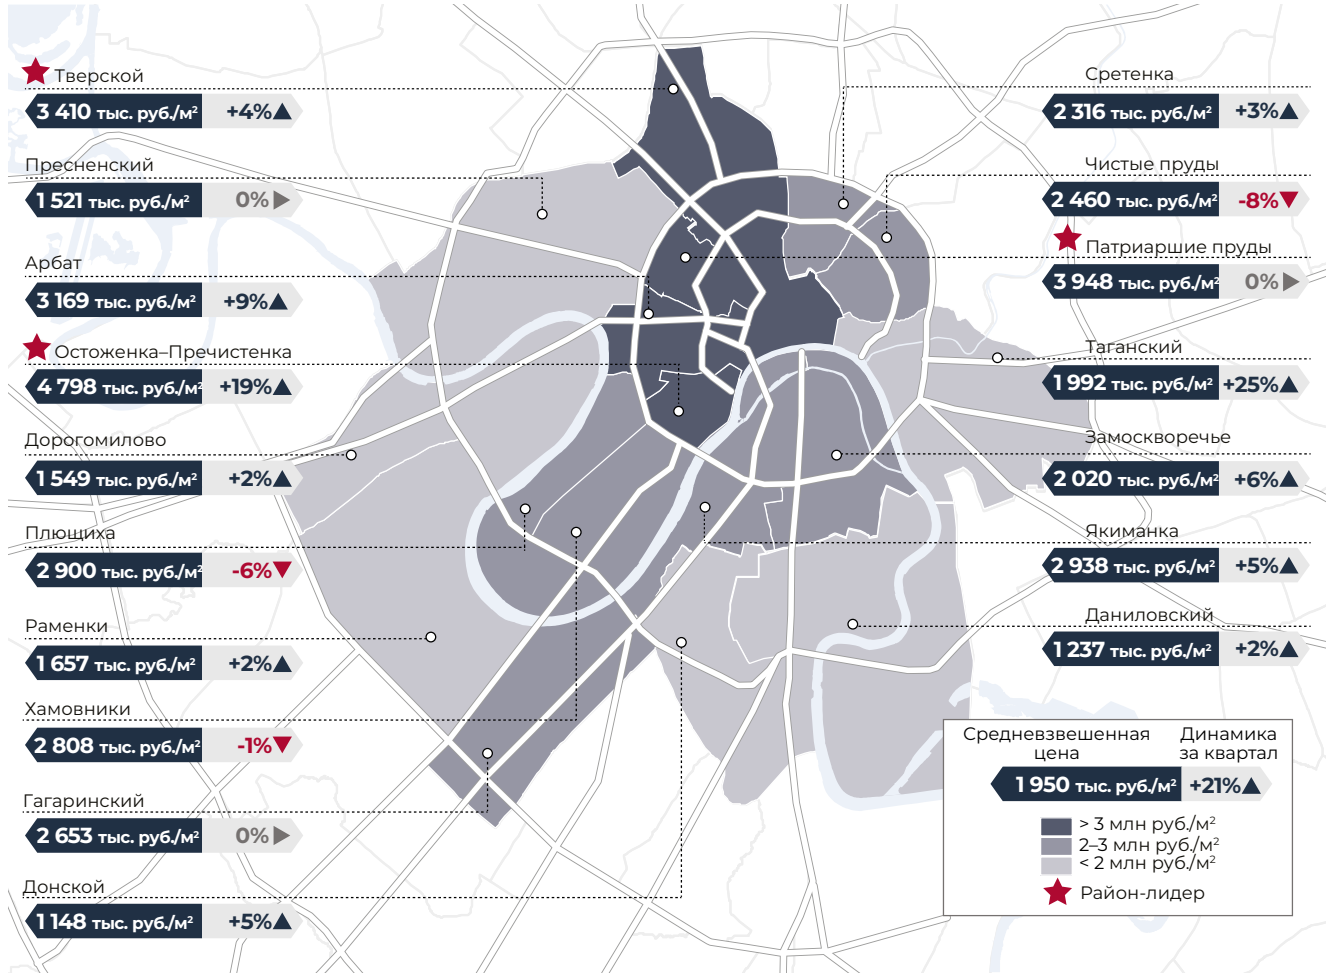 Тверской
3 410 тыс. руб./м²
+4%
Пресненский
1 521 тыс. руб./м²
0%
Арбат
3 169 тыс. руб./м²
+9%
Остоженка–Пречистенка
4 798 тыс. руб./м²
+19%
Дорогомилово
1 549 тыс. руб./м²
+2%
Плющиха
2 900 тыс. руб./м²
-6%
Раменки
1 657 тыс. руб./м²
+2%
Хамовники
2 808 тыс. руб./м²
-1%
Гагаринский
2 653 тыс. руб./м²
0%
Донской
1 148 тыс. руб./м²
+5%
Сретенка
2 316 тыс. руб./м²
+3%
Чистые пруды
2 460 тыс. руб./м²
-8%
Патриаршие пруды
3 948 тыс. руб./м²
0%
Таганский
1 992 тыс. руб./м²
+25%
Замоскворечье
2 020 тыс. руб./м²
+6%
Якиманка
2 938 тыс. руб./м²
+5%
Даниловский
1 237 тыс. руб./м²
+2%
Средневзвешенная
цена
Динамика
за квартал
1 950 тыс. руб./м²
+21%
> 3 млн руб./м²
2–3 млн руб./м²
< 2 млн руб./м²
Район-лидер